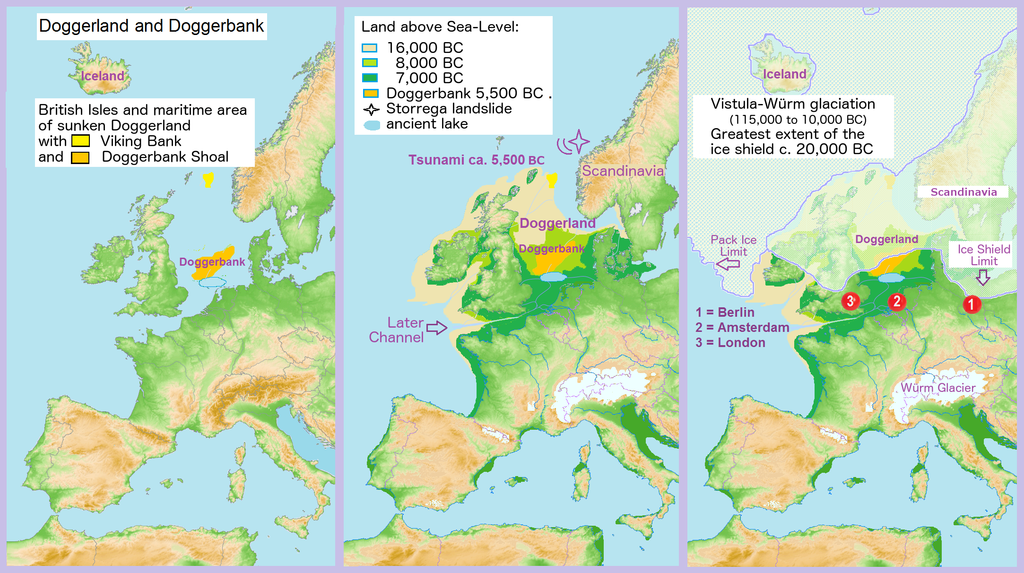 Doggerland and Doggerbank
Iceland
British Isles and maritime area
of sunken Doggerland
with Viking Bank
and Doggerbank Shoal
Doggerbank
Land above Sea-Level:
16,000 BC
8,000 BC
7,000 BC
Doggerbank 5,500 BC .
Storrega landslide
ancient lake
Tsunami ca. 5,500 BC
Scandinavia
Doggerland
Doggerbank
Later
Channel
Iceland
Vistula-Würm glaciation
(115,000 to 10,000 BC)
Greatest extent of the
ice shield c. 20,000 BC
Scandinavia
Pack Ice
Limit
Doggerland
Ice Shield
Limit
3
2
1
1 = Berlin
2 = Amsterdam
3 = London
Würm Glacier